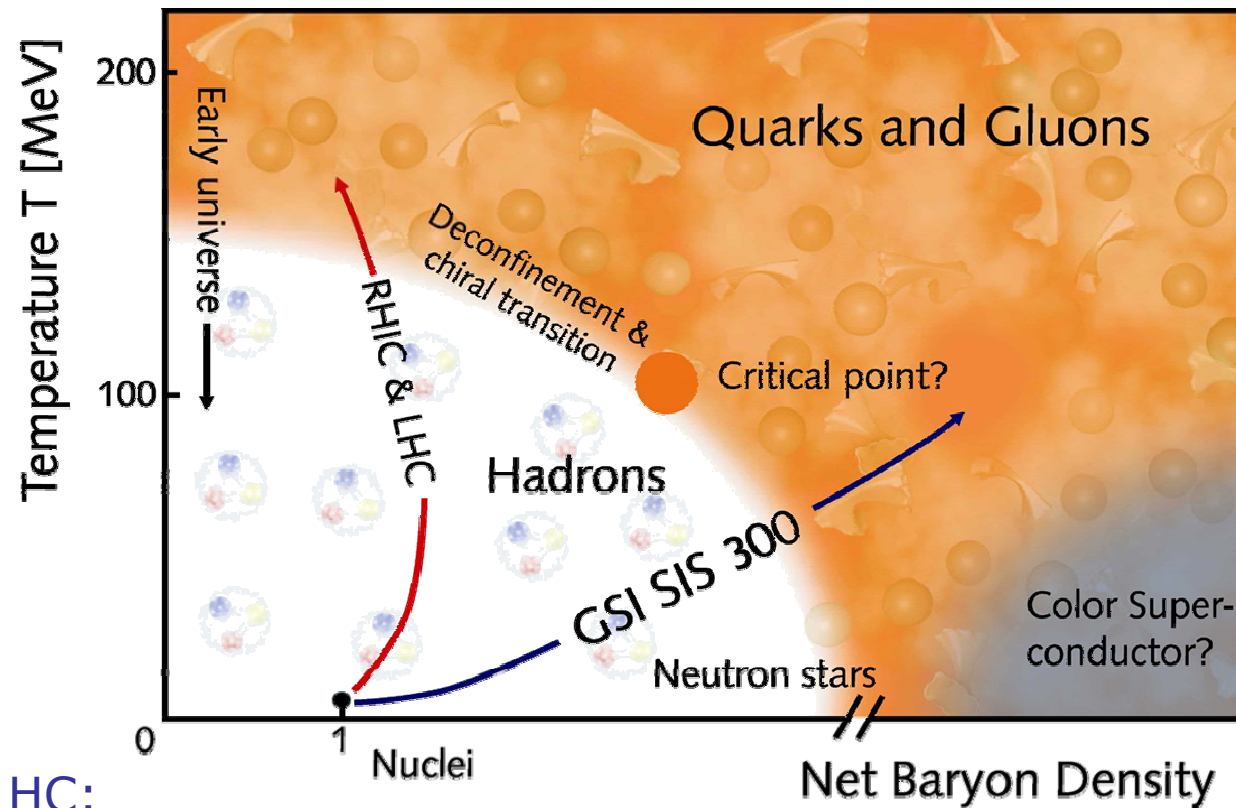 Temperature T [MeV]
200
100
0
1
Early universe
Quarks and Gluons
Deconfinement &
chiral transition
RHIC & LHC
Critical point?
Hadrons
GSI SIS 300
Color Super-
conductor?
Neutron stars
Nuclei
Net Baryon Density
HC: